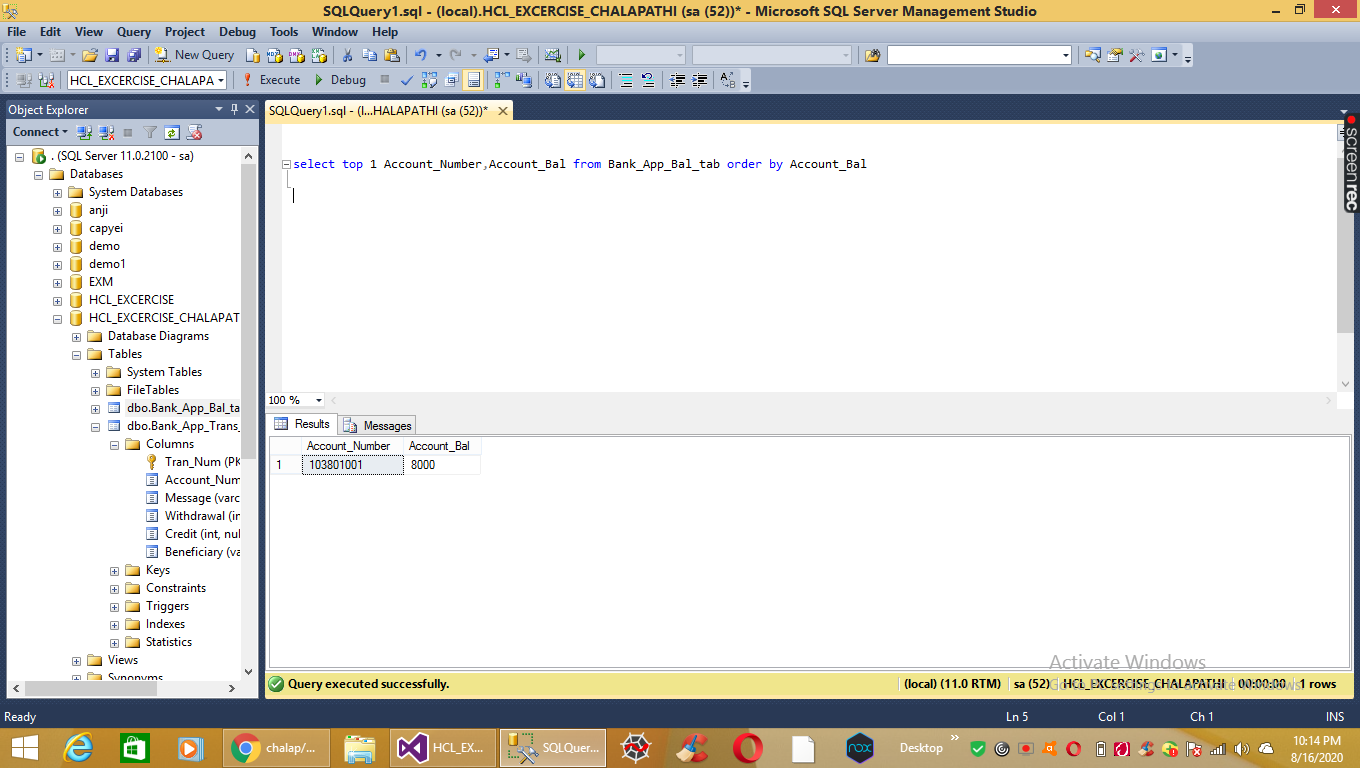 SQLQuery1.sql - (local).HCL_EXCERCISE_CHALAPATHI (sa (52))* - Microsoft SQL Server Management Studio
File Edit View Query Project Debug Tools Window Help
New Query
HCL_EXCERCISE_CHALAPA Execute Debug
Object Explorer
Connect
. (SQL Server 11.0.2100 - sa)
Databases
System Databases
anji
capyei
demo
demo1
EXM
HCL_EXCERCISE
HCL_EXCERCISE_CHALAPAT
Database Diagrams
Tables
System Tables
FileTables
dbo.Bank_App_Bal_ta
dbo.Bank_App_Trans_
Columns
Tran_Num (PK
Account_Num
Message (varc
Withdrawal (in
Credit (int, nul
Beneficiary (va
Keys
Constraints
Triggers
Indexes
Statistics
Views
Synonyms
SQLQuery1.sql - (l...HALAPATHI (sa (52))*
select top 1 Account_Number,Account_Bal from Bank_App_Bal_tab order by Account_Bal
screenrec
100 %
Results Messages
Account_Number Account_Bal
1 103801001 8000
Activate Windows
Go to PC settings to activate Windows.
Query executed successfully. (local) (11.0 RTM) sa (52) HCL_EXCERCISE_CHALAPATHI 00:00:00 1 rows
Ready Ln 5 Col 1 Ch 1 INS
chalap/... HCL_EX... SQLQuer... nox Desktop
10:14 PM
8/16/2020